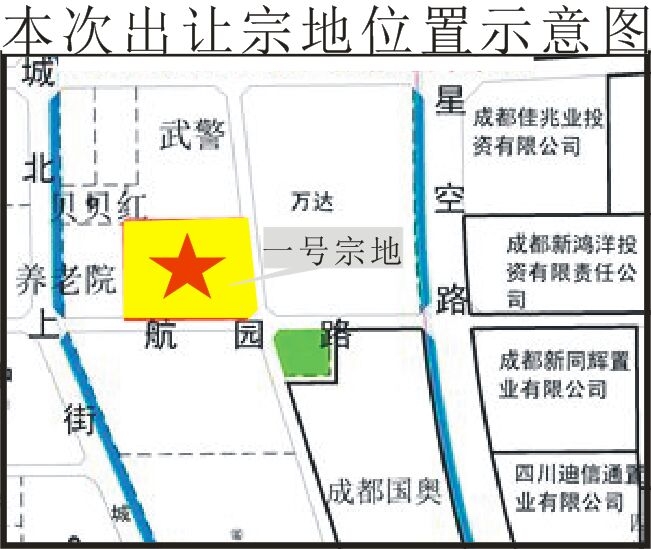 本次出让宗地位置示意图
城北上街
武警
贝贝红
养老院
万达
一号宗地
星空路
成都佳兆业投
资有限公司
成都新鸿洋投
资有限责任公
司
航园路
成都新同辉置
业有限公司
成都国奥
四川迪信通置
业有限公司
城